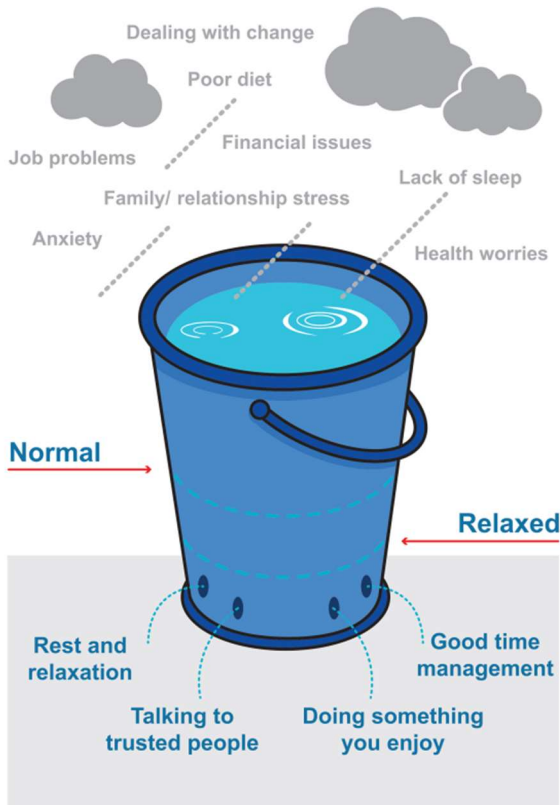 Dealing with change
Poor diet
Financial issues
Job problems
Lack of sleep
Family/ relationship stress
Anxiety
Health worries
Normal
Relaxed
Rest and
relaxation
Good time
management
Talking to
trusted people
Doing something
you enjoy